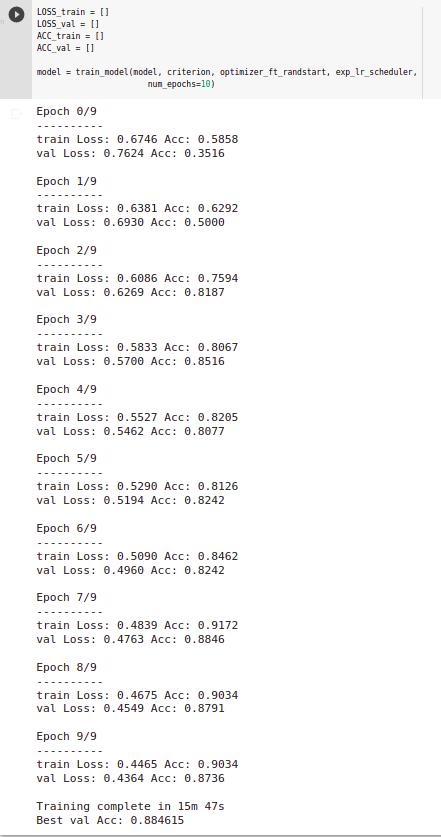 LOSS_train = []
LOSS_val = []
ACC_train = []
ACC_val = []
model = train_model(model, criterion, optimizer_ft_randstart, exp_lr_scheduler,
num_epochs=10)
Epoch 0/9
----------
train Loss: 0.6746 Acc: 0.5858
val Loss: 0.7624 Acc: 0.3516
Epoch 1/9
----------
train Loss: 0.6381 Acc: 0.6292
val Loss: 0.6930 Acc: 0.5000
Epoch 2/9
----------
train Loss: 0.6086 Acc: 0.7594
val Loss: 0.6269 Acc: 0.8187
Epoch 3/9
----------
train Loss: 0.5833 Acc: 0.8067
val Loss: 0.5700 Acc: 0.8516
Epoch 4/9
----------
train Loss: 0.5527 Acc: 0.8205
val Loss: 0.5462 Acc: 0.8077
Epoch 5/9
----------
train Loss: 0.5290 Acc: 0.8126
val Loss: 0.5194 Acc: 0.8242
Epoch 6/9
----------
train Loss: 0.5090 Acc: 0.8462
val Loss: 0.4960 Acc: 0.8242
Epoch 7/9
----------
train Loss: 0.4839 Acc: 0.9172
val Loss: 0.4763 Acc: 0.8846
Epoch 8/9
----------
train Loss: 0.4675 Acc: 0.9034
val Loss: 0.4549 Acc: 0.8791
Epoch 9/9
----------
train Loss: 0.4465 Acc: 0.9034
val Loss: 0.4364 Acc: 0.8736
Training complete in 15m 47s
Best val Acc: 0.884615